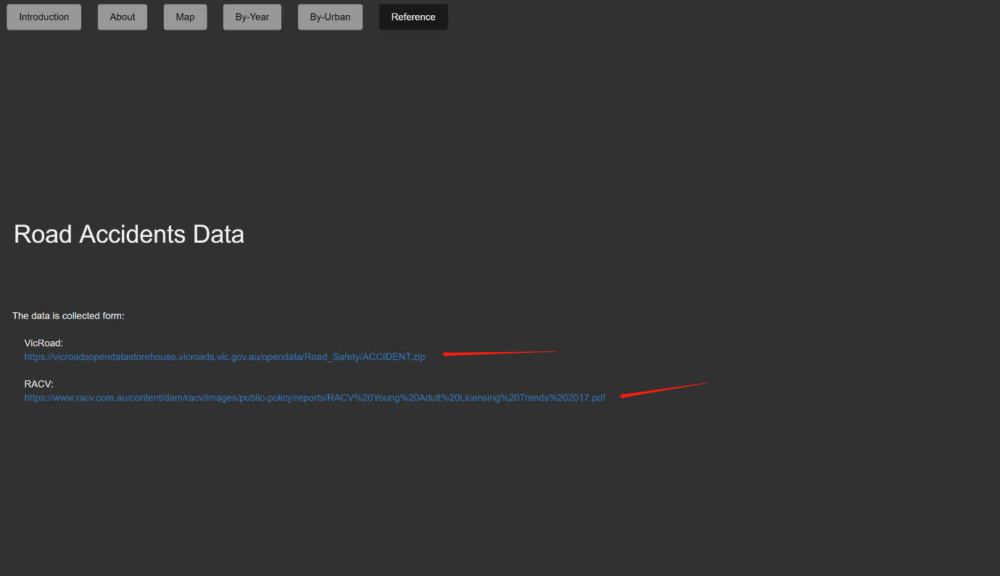 Introduction About Map By-Year By-Urban Reference
Road Accidents Data
The data is collected form:
VicRoad:
https://vicroadsopendatastorehouse.vicroads.vic.gov.au/opendata/Road_Safety/ACCIDENT.zip
RACV:
https://www.racv.com.au/content/dam/racv/images/public-policy/reports/RACV%20Young%20Adult%20Licensing%20Trends%202017.pdf